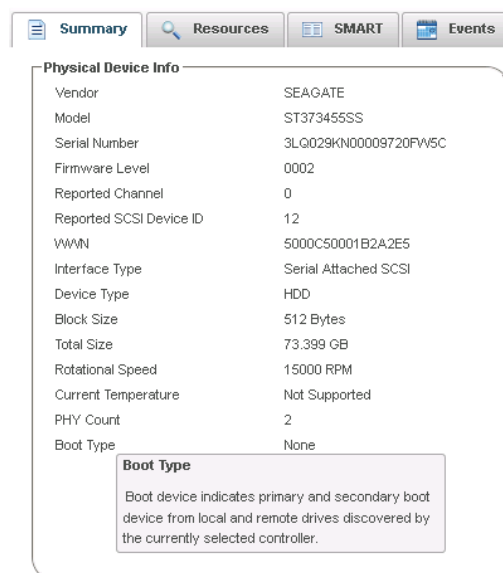 Summary Resources SMART Events
Physical Device Info
Vendor SEAGATE
Model ST373455SS
Serial Number 3LQ029KN00009720FW5C
Firmware Level 0002
Reported Channel 0
Reported SCSI Device ID 12
WWN 5000C50001B2A2E5
Interface Type Serial Attached SCSI
Device Type HDD
Block Size 512 Bytes
Total Size 73.399 GB
Rotational Speed 15000 RPM
Current Temperature Not Supported
PHY Count 2
Boot Type None
Boot Type
Boot device indicates primary and secondary boot
device from local and remote drives discovered by
the currently selected controller.